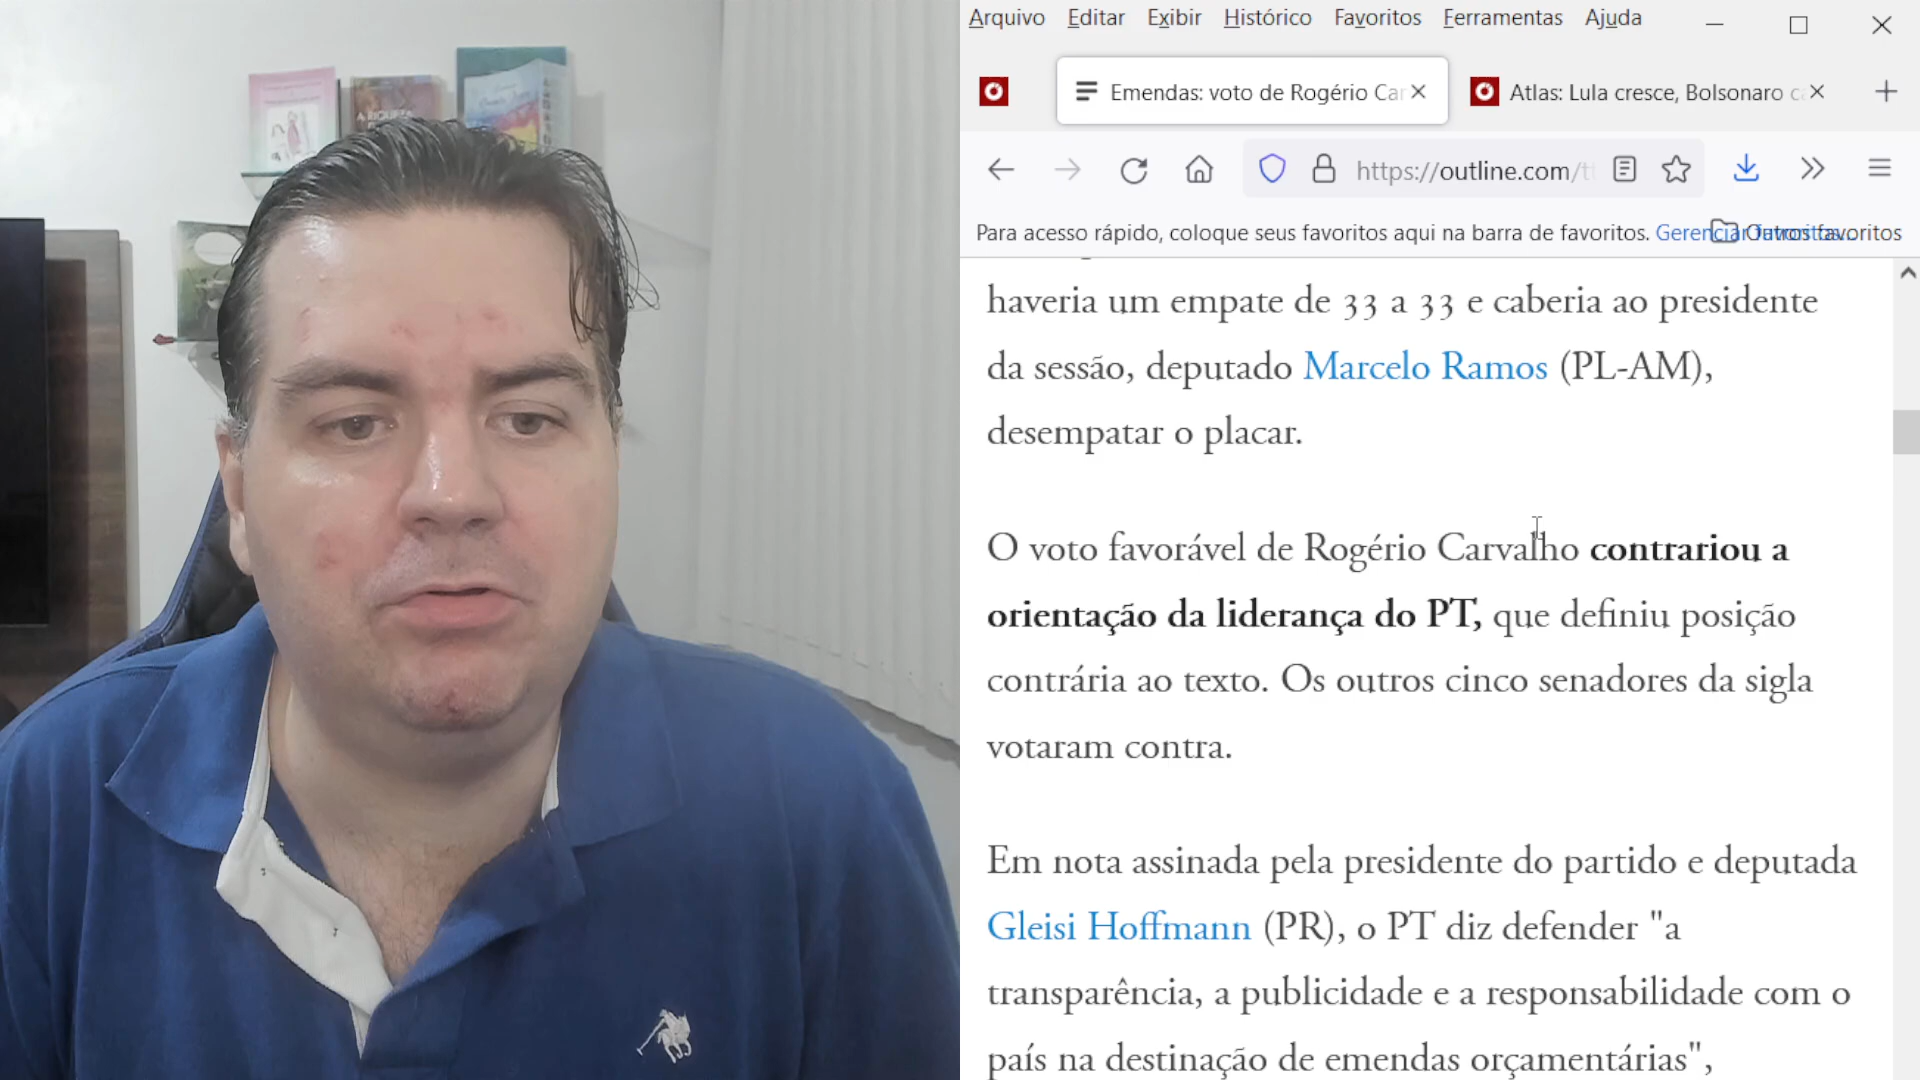 Arquivo Editar Exibir Histórico Favoritos Ferramentas Ajuda
Emendas: voto de Rogério Car
Atlas: Lula cresce, Bolsonaro c
https://outline.com/
Para acesso rápido, coloque seus favoritos aqui na barra de favoritos. Gerenciar favoritos... Outros favoritos
haveria um empate de 33 a 33 e caberia ao presidente
da sessão, deputado Marcelo Ramos (PL-AM),
desempatar o placar.
O voto favorável de Rogério Carvalho contrariou a
orientação da liderança do PT, que definiu posição
contrária ao texto. Os outros cinco senadores da sigla
votaram contra.
Em nota assinada pela presidente do partido e deputada
Gleisi Hoffmann (PR), o PT diz defender "a
transparência, a publicidade e a responsabilidade com o
país na destinação de emendas orçamentárias",